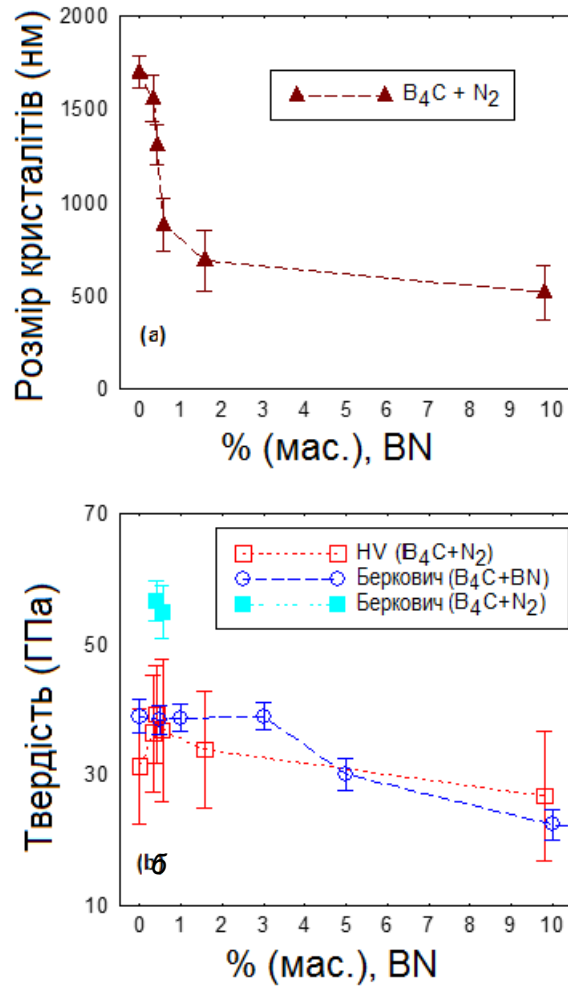 2000
1500
1000
500
0
Розмір кристалітів (нм)
B₄C + N₂
(а)
0 1 2 3 4 5 6 7 8 9 10
% (мас.), BN
70
50
30
10
Твердість (ГПа)
HV (B₄C+N₂)
Беркович (B₄C+BN)
Беркович (B₄C+N₂)
(б
0 1 2 3 4 5 6 7 8 9 10
% (мас.), BN